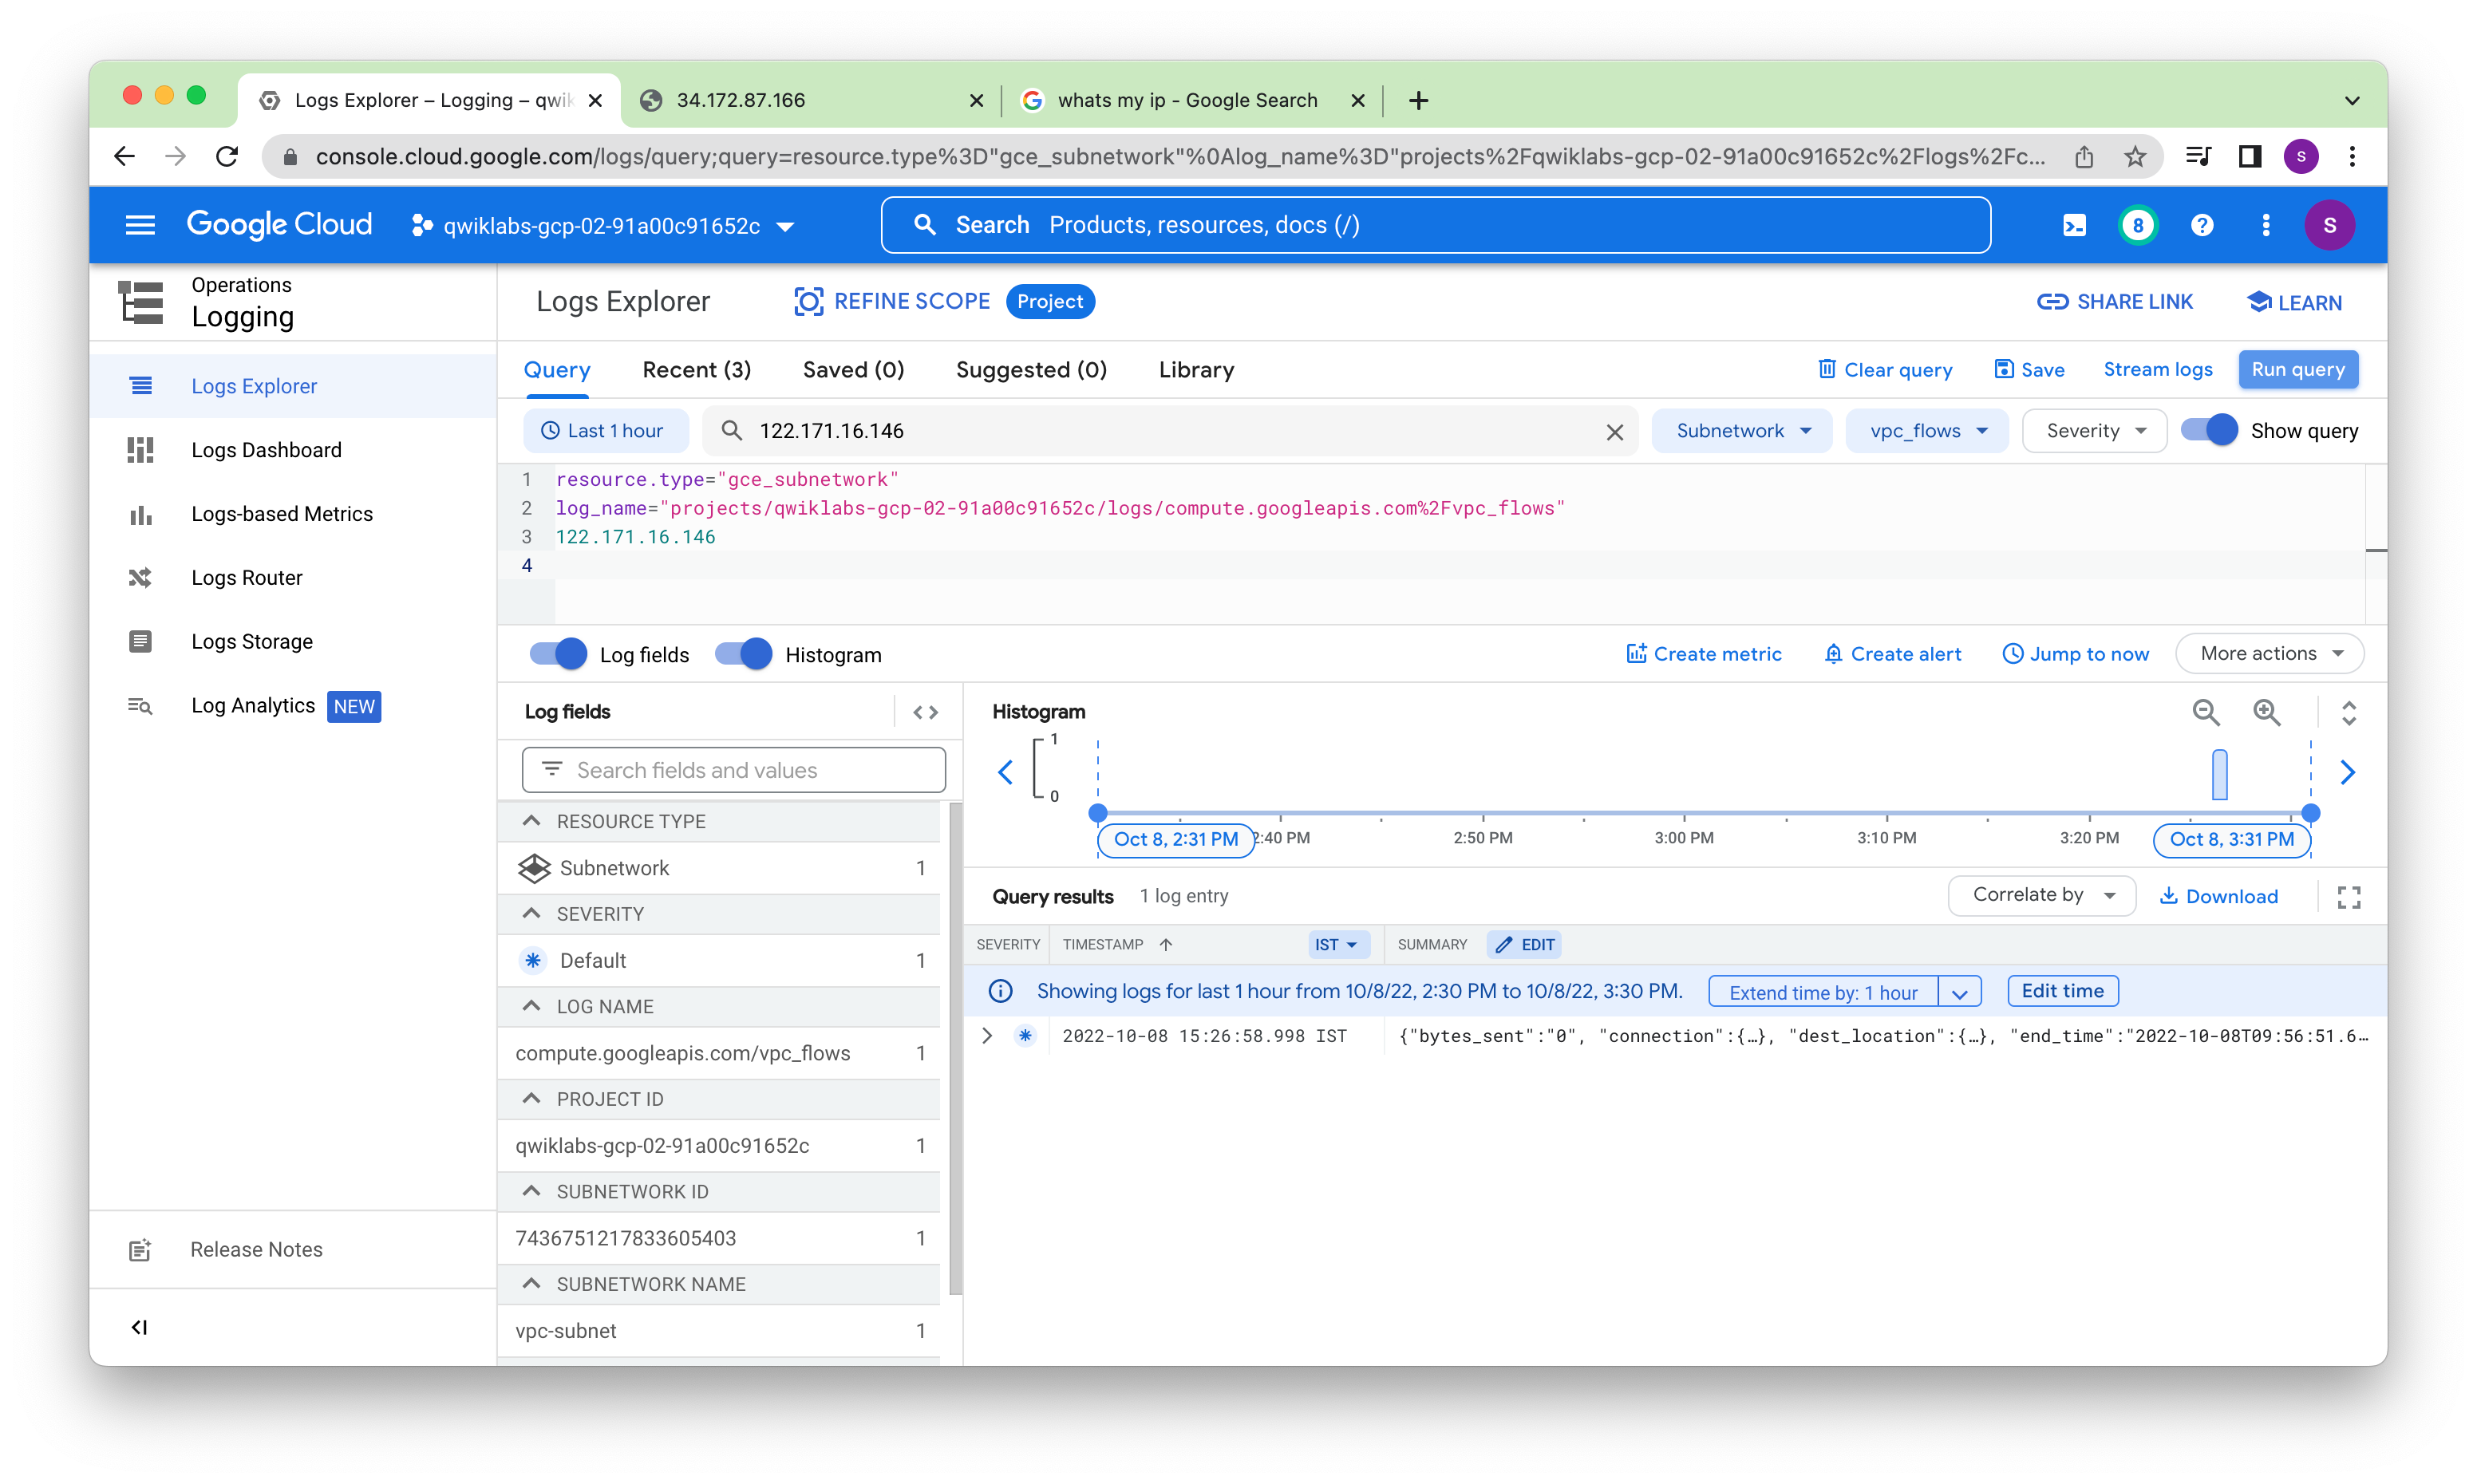 Logs Explorer – Logging – qwik
34.172.87.166
whats my ip - Google Search
console.cloud.google.com/logs/query;query=resource.type%3D"gce_subnetwork"%0Alog_name%3D"projects%2Fqwiklabs-gcp-02-91a00c91652c%2Flogs%2Fc...
S
Google Cloud
qwiklabs-gcp-02-91a00c91652c
Search Products, resources, docs (/)
8
S
Operations
Logging
Logs Explorer
REFINE SCOPE
Project
SHARE LINK
LEARN
Logs Explorer
Logs Dashboard
Logs-based Metrics
Logs Router
Logs Storage
Log Analytics NEW
Release Notes
Query
Recent (3)
Saved (0)
Suggested (0)
Library
Clear query
Save
Stream logs
Run query
Last 1 hour
122.171.16.146
Subnetwork
vpc_flows
Severity
Show query
1 resource.type="gce_subnetwork"
2 log_name="projects/qwiklabs-gcp-02-91a00c91652c/logs/compute.googleapis.com%2Fvpc_flows"
3 122.171.16.146
4
Log fields
Histogram
Create metric
Create alert
Jump to now
More actions
Log fields
Search fields and values
RESOURCE TYPE
Subnetwork 1
SEVERITY
Default 1
LOG NAME
compute.googleapis.com/vpc_flows 1
PROJECT ID
qwiklabs-gcp-02-91a00c91652c 1
SUBNETWORK ID
7436751217833605403 1
SUBNETWORK NAME
vpc-subnet 1
Histogram
1
0
Oct 8, 2:31 PM
2:40 PM
2:50 PM
3:00 PM
3:10 PM
3:20 PM
Oct 8, 3:31 PM
Query results 1 log entry
Correlate by
Download
SEVERITY TIMESTAMP IST SUMMARY EDIT
Showing logs for last 1 hour from 10/8/22, 2:30 PM to 10/8/22, 3:30 PM.
Extend time by: 1 hour
Edit time
2022-10-08 15:26:58.998 IST {"bytes_sent":"0", "connection":{…}, "dest_location":{…}, "end_time":"2022-10-08T09:56:51.6…